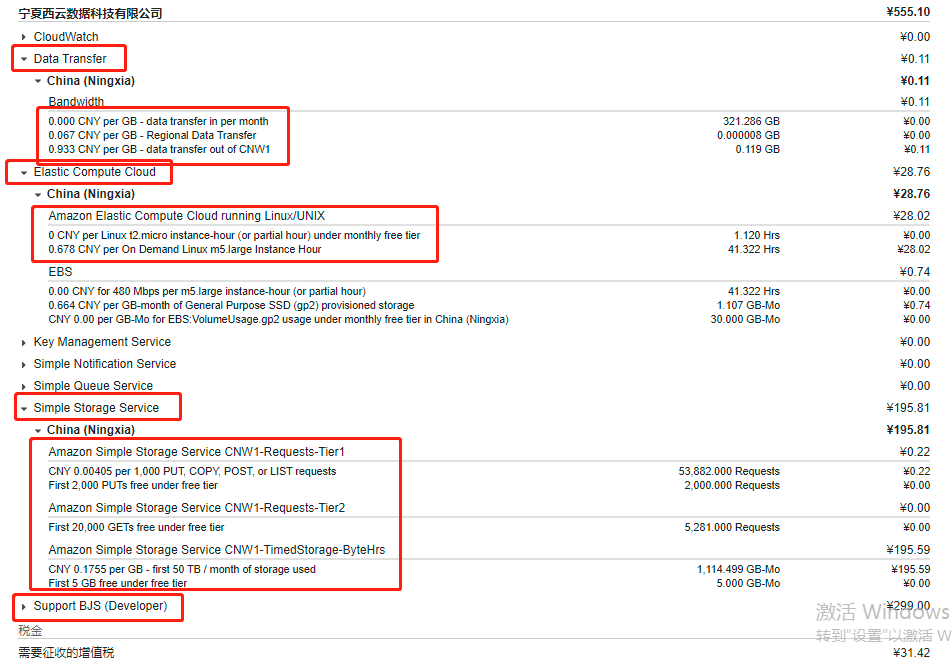 宁夏西云数据科技有限公司 ¥555.10
CloudWatch ¥0.00
Data Transfer ¥0.11
China (Ningxia) ¥0.11
Bandwidth ¥0.11
0.000 CNY per GB - data transfer in per month 321.286 GB ¥0.00
0.067 CNY per GB - Regional Data Transfer 0.000008 GB ¥0.00
0.933 CNY per GB - data transfer out of CNW1 0.119 GB ¥0.11
Elastic Compute Cloud ¥28.76
China (Ningxia) ¥28.76
Amazon Elastic Compute Cloud running Linux/UNIX ¥28.02
0 CNY per Linux t2.micro instance-hour (or partial hour) under monthly free tier 1.120 Hrs ¥0.00
0.678 CNY per On Demand Linux m5.large Instance Hour 41.322 Hrs ¥28.02
EBS ¥0.74
0.00 CNY for 480 Mbps per m5.large instance-hour (or partial hour) 41.322 Hrs ¥0.00
0.664 CNY per GB-month of General Purpose SSD (gp2) provisioned storage 1.107 GB-Mo ¥0.74
CNY 0.00 per GB-Mo for EBS:VolumeUsage.gp2 usage under monthly free tier in China (Ningxia) 30.000 GB-Mo ¥0.00
Key Management Service ¥0.00
Simple Notification Service ¥0.00
Simple Queue Service ¥0.00
Simple Storage Service ¥195.81
China (Ningxia) ¥195.81
Amazon Simple Storage Service CNW1-Requests-Tier1 ¥0.22
CNY 0.00405 per 1,000 PUT, COPY, POST, or LIST requests 53,882.000 Requests ¥0.22
First 2,000 PUTs free under free tier 2,000.000 Requests ¥0.00
Amazon Simple Storage Service CNW1-Requests-Tier2 ¥0.00
First 20,000 GETs free under free tier 5,281.000 Requests ¥0.00
Amazon Simple Storage Service CNW1-TimedStorage-ByteHrs ¥195.59
CNY 0.1755 per GB - first 50 TB / month of storage used 1,114.499 GB-Mo ¥195.59
First 5 GB free under free tier 5.000 GB-Mo ¥0.00
Support BJS (Developer) ¥299.00
激活 Windows
税金
转到"设置"以激活 W
需要征收的增值税 ¥31.42